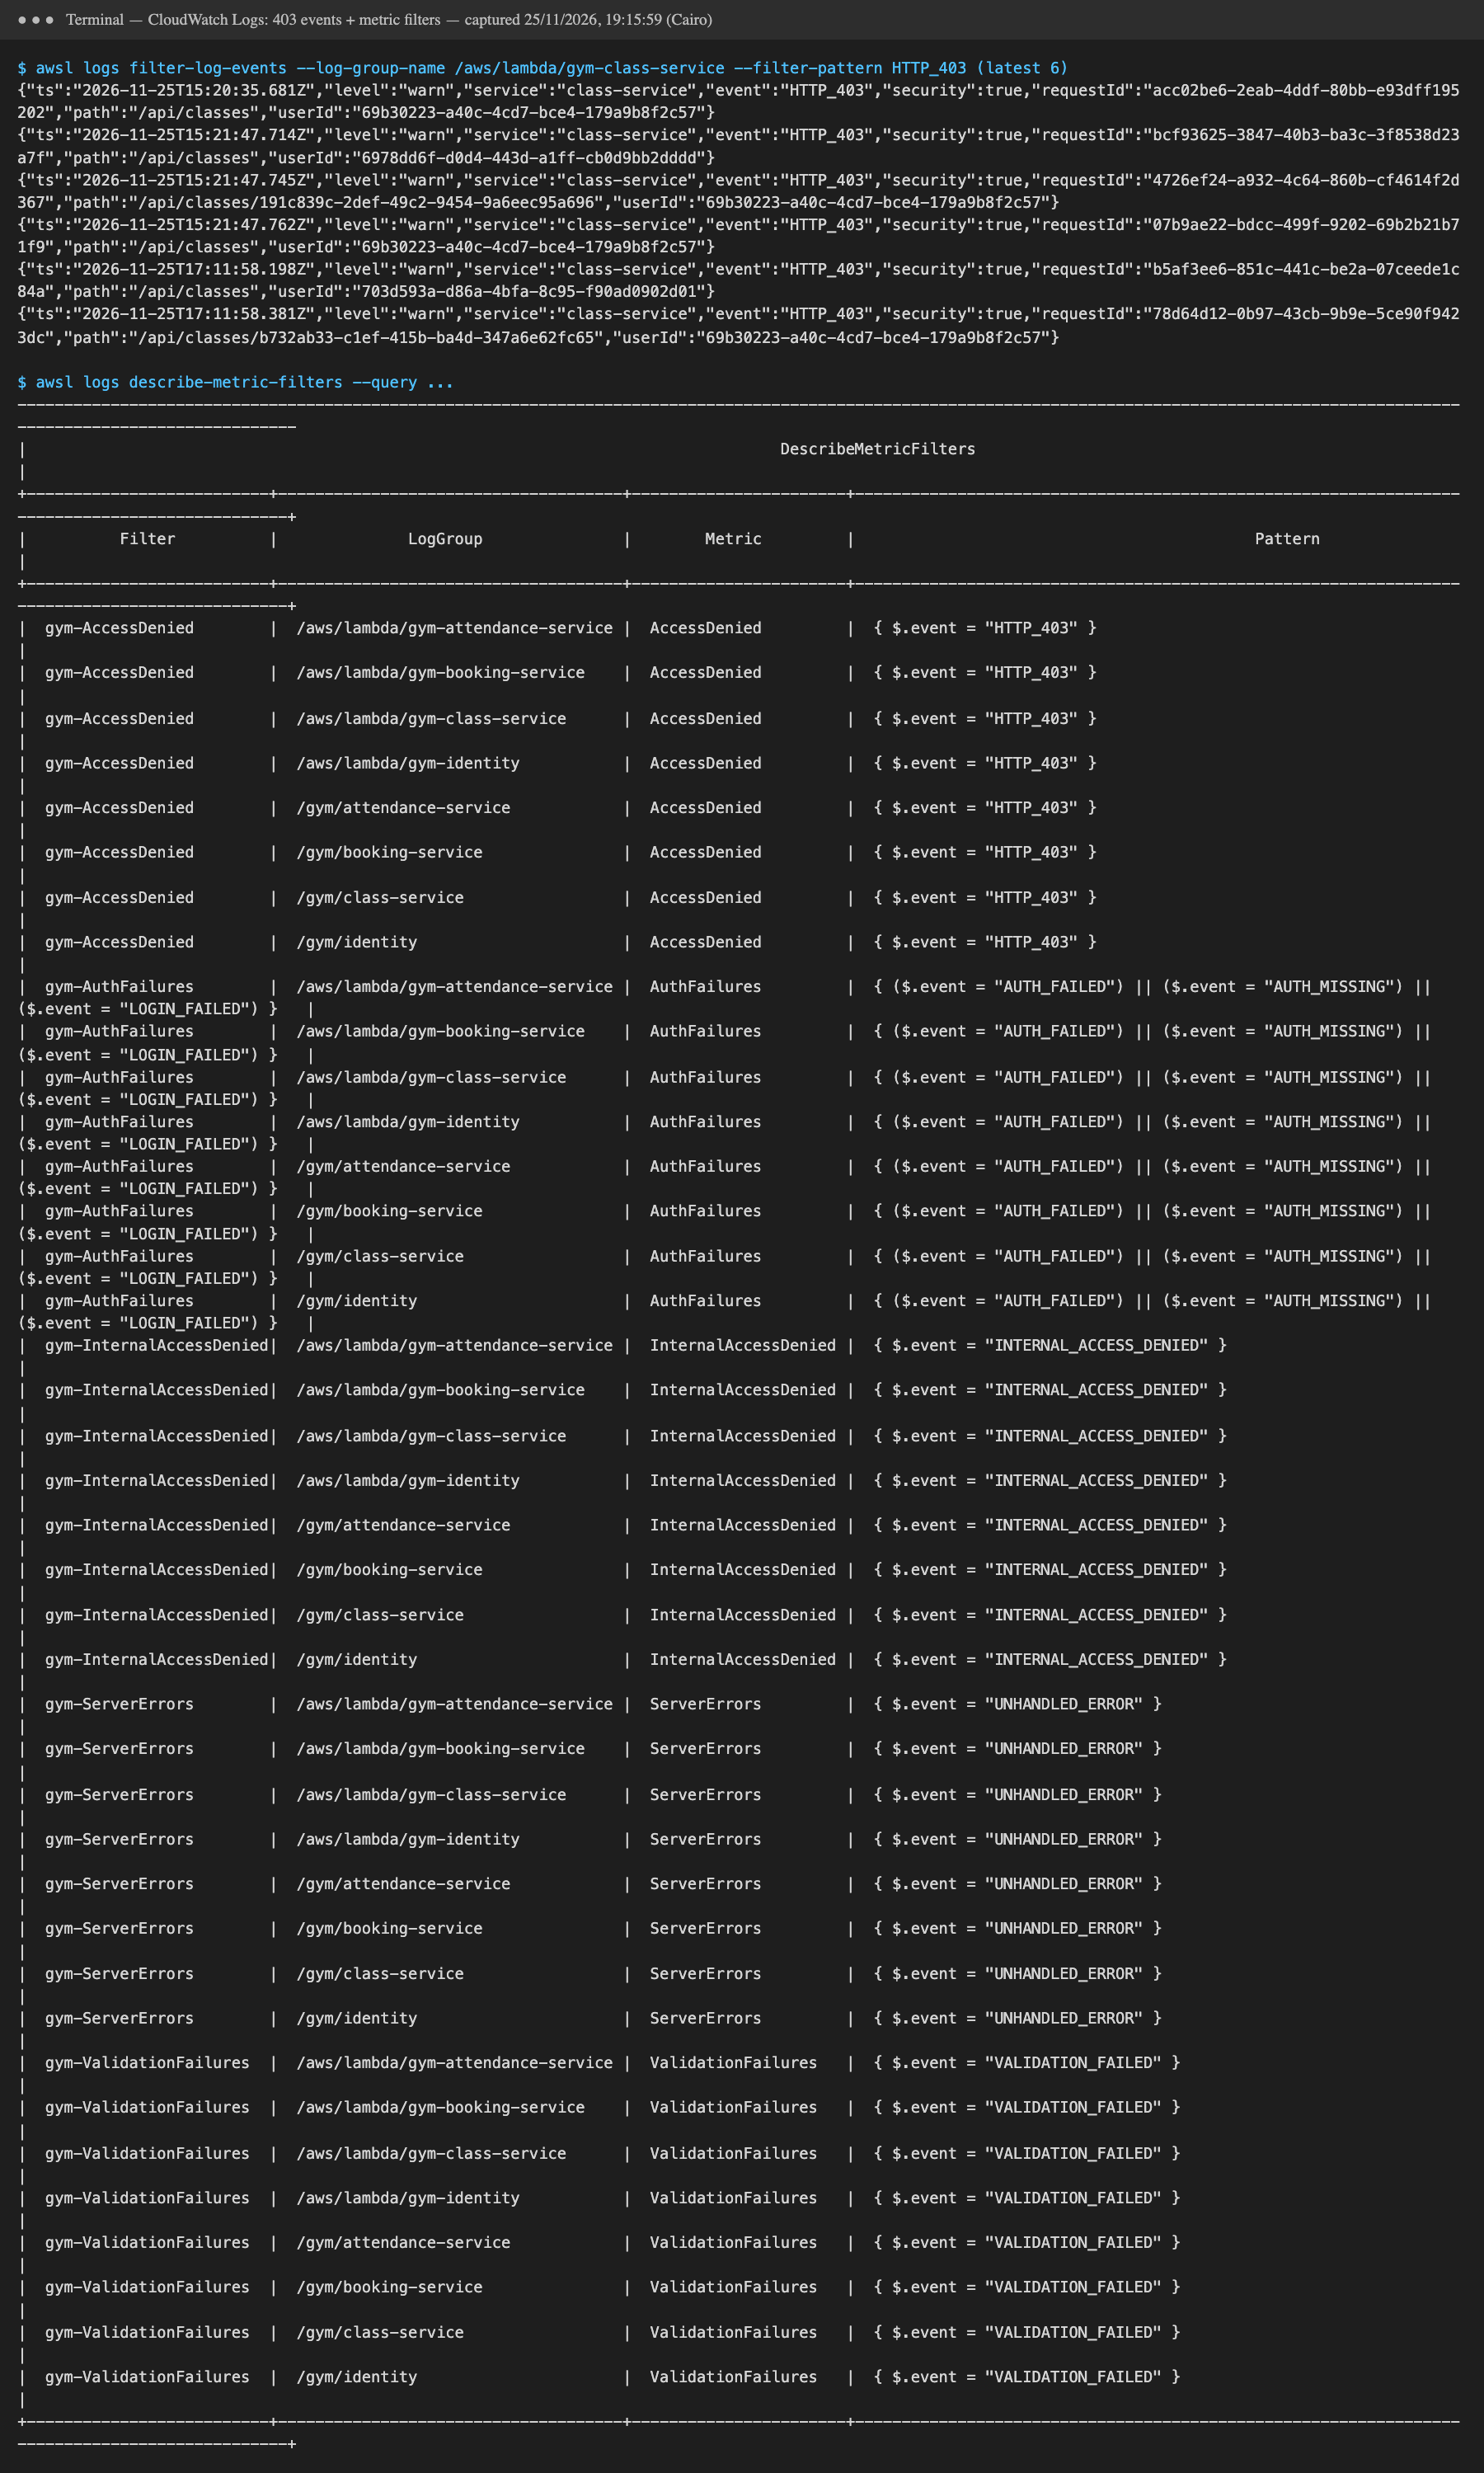 Terminal — CloudWatch Logs: 403 events + metric filters — captured 25/11/2026, 19:15:59 (Cairo)
$ awsl logs filter-log-events --log-group-name /aws/lambda/gym-class-service --filter-pattern HTTP_403 (latest 6)
{"ts":"2026-11-25T15:20:35.681Z","level":"warn","service":"class-service","event":"HTTP_403","security":true,"requestId":"acc02be6-2eab-4ddf-80bb-e93dff195
202","path":"/api/classes","userId":"69b30223-a40c-4cd7-bce4-179a9b8f2c57"}
{"ts":"2026-11-25T15:21:47.714Z","level":"warn","service":"class-service","event":"HTTP_403","security":true,"requestId":"bcf93625-3847-40b3-ba3c-3f8538d23
a7f","path":"/api/classes","userId":"6978dd6f-d0d4-443d-a1ff-cb0d9bb2dddd"}
{"ts":"2026-11-25T15:21:47.745Z","level":"warn","service":"class-service","event":"HTTP_403","security":true,"requestId":"4726ef24-a932-4c64-860b-cf4614f2d
367","path":"/api/classes/191c839c-2def-49c2-9454-9a6eec95a696","userId":"69b30223-a40c-4cd7-bce4-179a9b8f2c57"}
{"ts":"2026-11-25T15:21:47.762Z","level":"warn","service":"class-service","event":"HTTP_403","security":true,"requestId":"07b9ae22-bdcc-499f-9202-69b2b21b7
1f9","path":"/api/classes","userId":"69b30223-a40c-4cd7-bce4-179a9b8f2c57"}
{"ts":"2026-11-25T17:11:58.198Z","level":"warn","service":"class-service","event":"HTTP_403","security":true,"requestId":"b5af3ee6-851c-441c-be2a-07ceede1c
84a","path":"/api/classes","userId":"703d593a-d86a-4bfa-8c95-f90ad0902d01"}
{"ts":"2026-11-25T17:11:58.381Z","level":"warn","service":"class-service","event":"HTTP_403","security":true,"requestId":"78d64d12-0b97-43cb-9b9e-5ce90f942
3dc","path":"/api/classes/b732ab33-c1ef-415b-ba4d-347a6e62fc65","userId":"69b30223-a40c-4cd7-bce4-179a9b8f2c57"}
$ awsl logs describe-metric-filters --query ...
| DescribeMetricFilters
|
| Filter | LogGroup | Metric | Pattern
|
| gym-AccessDenied | /aws/lambda/gym-attendance-service | AccessDenied | { $.event = "HTTP_403" }
|
| gym-AccessDenied | /aws/lambda/gym-booking-service | AccessDenied | { $.event = "HTTP_403" }
|
| gym-AccessDenied | /aws/lambda/gym-class-service | AccessDenied | { $.event = "HTTP_403" }
|
| gym-AccessDenied | /aws/lambda/gym-identity | AccessDenied | { $.event = "HTTP_403" }
|
| gym-AccessDenied | /gym/attendance-service | AccessDenied | { $.event = "HTTP_403" }
|
| gym-AccessDenied | /gym/booking-service | AccessDenied | { $.event = "HTTP_403" }
|
| gym-AccessDenied | /gym/class-service | AccessDenied | { $.event = "HTTP_403" }
|
| gym-AccessDenied | /gym/identity | AccessDenied | { $.event = "HTTP_403" }
|
| gym-AuthFailures | /aws/lambda/gym-attendance-service | AuthFailures | { ($.event = "AUTH_FAILED") || ($.event = "AUTH_MISSING") ||
($.event = "LOGIN_FAILED") } |
| gym-AuthFailures | /aws/lambda/gym-booking-service | AuthFailures | { ($.event = "AUTH_FAILED") || ($.event = "AUTH_MISSING") ||
($.event = "LOGIN_FAILED") } |
| gym-AuthFailures | /aws/lambda/gym-class-service | AuthFailures | { ($.event = "AUTH_FAILED") || ($.event = "AUTH_MISSING") ||
($.event = "LOGIN_FAILED") } |
| gym-AuthFailures | /aws/lambda/gym-identity | AuthFailures | { ($.event = "AUTH_FAILED") || ($.event = "AUTH_MISSING") ||
($.event = "LOGIN_FAILED") } |
| gym-AuthFailures | /gym/attendance-service | AuthFailures | { ($.event = "AUTH_FAILED") || ($.event = "AUTH_MISSING") ||
($.event = "LOGIN_FAILED") } |
| gym-AuthFailures | /gym/booking-service | AuthFailures | { ($.event = "AUTH_FAILED") || ($.event = "AUTH_MISSING") ||
($.event = "LOGIN_FAILED") } |
| gym-AuthFailures | /gym/class-service | AuthFailures | { ($.event = "AUTH_FAILED") || ($.event = "AUTH_MISSING") ||
($.event = "LOGIN_FAILED") } |
| gym-AuthFailures | /gym/identity | AuthFailures | { ($.event = "AUTH_FAILED") || ($.event = "AUTH_MISSING") ||
($.event = "LOGIN_FAILED") } |
| gym-InternalAccessDenied| /aws/lambda/gym-attendance-service | InternalAccessDenied | { $.event = "INTERNAL_ACCESS_DENIED" }
|
| gym-InternalAccessDenied| /aws/lambda/gym-booking-service | InternalAccessDenied | { $.event = "INTERNAL_ACCESS_DENIED" }
|
| gym-InternalAccessDenied| /aws/lambda/gym-class-service | InternalAccessDenied | { $.event = "INTERNAL_ACCESS_DENIED" }
|
| gym-InternalAccessDenied| /aws/lambda/gym-identity | InternalAccessDenied | { $.event = "INTERNAL_ACCESS_DENIED" }
|
| gym-InternalAccessDenied| /gym/attendance-service | InternalAccessDenied | { $.event = "INTERNAL_ACCESS_DENIED" }
|
| gym-InternalAccessDenied| /gym/booking-service | InternalAccessDenied | { $.event = "INTERNAL_ACCESS_DENIED" }
|
| gym-InternalAccessDenied| /gym/class-service | InternalAccessDenied | { $.event = "INTERNAL_ACCESS_DENIED" }
|
| gym-InternalAccessDenied| /gym/identity | InternalAccessDenied | { $.event = "INTERNAL_ACCESS_DENIED" }
|
| gym-ServerErrors | /aws/lambda/gym-attendance-service | ServerErrors | { $.event = "UNHANDLED_ERROR" }
|
| gym-ServerErrors | /aws/lambda/gym-booking-service | ServerErrors | { $.event = "UNHANDLED_ERROR" }
|
| gym-ServerErrors | /aws/lambda/gym-class-service | ServerErrors | { $.event = "UNHANDLED_ERROR" }
|
| gym-ServerErrors | /aws/lambda/gym-identity | ServerErrors | { $.event = "UNHANDLED_ERROR" }
|
| gym-ServerErrors | /gym/attendance-service | ServerErrors | { $.event = "UNHANDLED_ERROR" }
|
| gym-ServerErrors | /gym/booking-service | ServerErrors | { $.event = "UNHANDLED_ERROR" }
|
| gym-ServerErrors | /gym/class-service | ServerErrors | { $.event = "UNHANDLED_ERROR" }
|
| gym-ServerErrors | /gym/identity | ServerErrors | { $.event = "UNHANDLED_ERROR" }
|
| gym-ValidationFailures | /aws/lambda/gym-attendance-service | ValidationFailures | { $.event = "VALIDATION_FAILED" }
|
| gym-ValidationFailures | /aws/lambda/gym-booking-service | ValidationFailures | { $.event = "VALIDATION_FAILED" }
|
| gym-ValidationFailures | /aws/lambda/gym-class-service | ValidationFailures | { $.event = "VALIDATION_FAILED" }
|
| gym-ValidationFailures | /aws/lambda/gym-identity | ValidationFailures | { $.event = "VALIDATION_FAILED" }
|
| gym-ValidationFailures | /gym/attendance-service | ValidationFailures | { $.event = "VALIDATION_FAILED" }
|
| gym-ValidationFailures | /gym/booking-service | ValidationFailures | { $.event = "VALIDATION_FAILED" }
|
| gym-ValidationFailures | /gym/class-service | ValidationFailures | { $.event = "VALIDATION_FAILED" }
|
| gym-ValidationFailures | /gym/identity | ValidationFailures | { $.event = "VALIDATION_FAILED" }
|